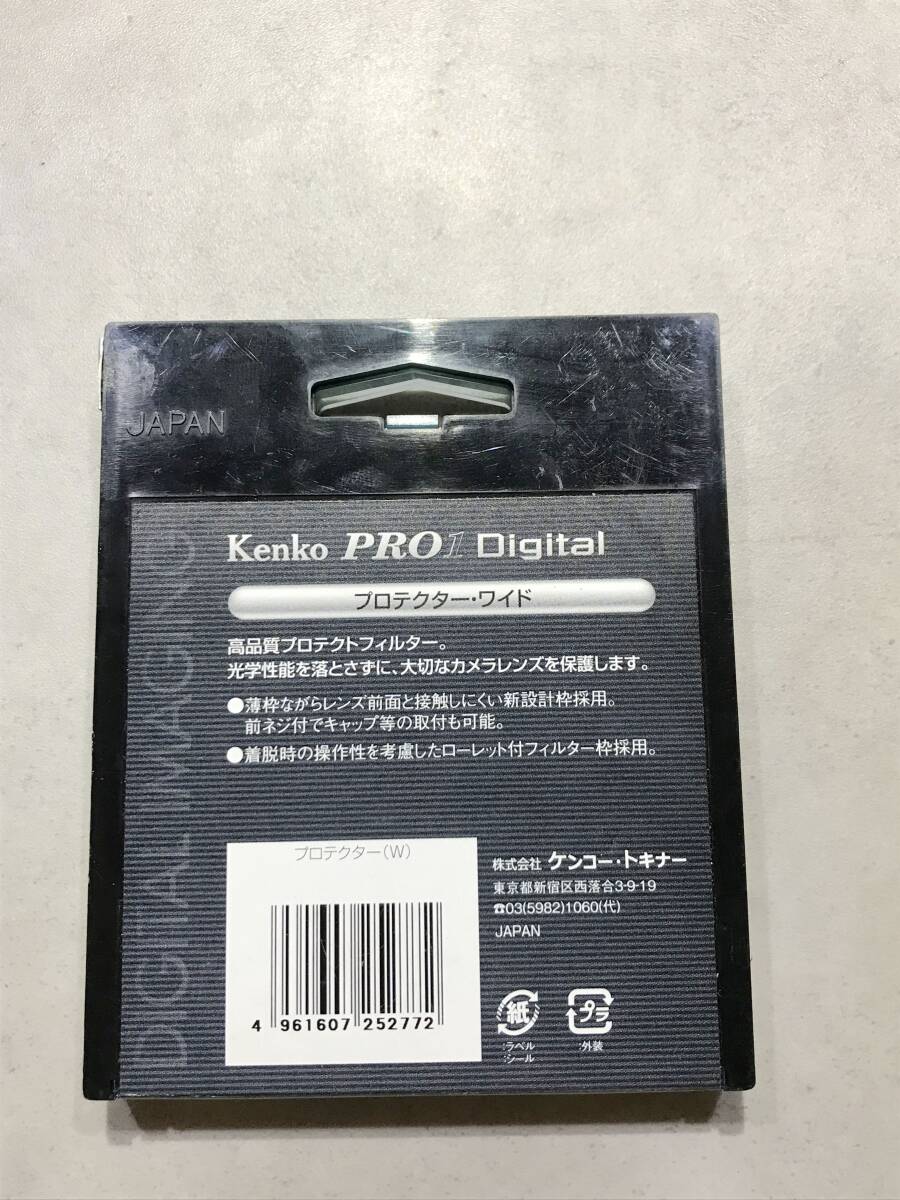 JAPAN
Kenko PRO1 Digital
プロテクター・ワイド
高品質プロテクトフィルター。
光学性能を落とさずに、大切なカメラレンズを保護します。
●薄枠ながらレンズ前面と接触しにくい新設計枠採用。
前ネジ付でキャップ等の取付も可能。
●着脱時の操作性を考慮したローレット付フィルター枠採用。
DIGITAL IMAGING
プロテクター(W)
4 961607 252772
株式会社 ケンコー・トキナー
東京都新宿区西落合3-9-19
☎03(5982)1060(代)
JAPAN
紙
:ラベル
:シール
プラ
:外装